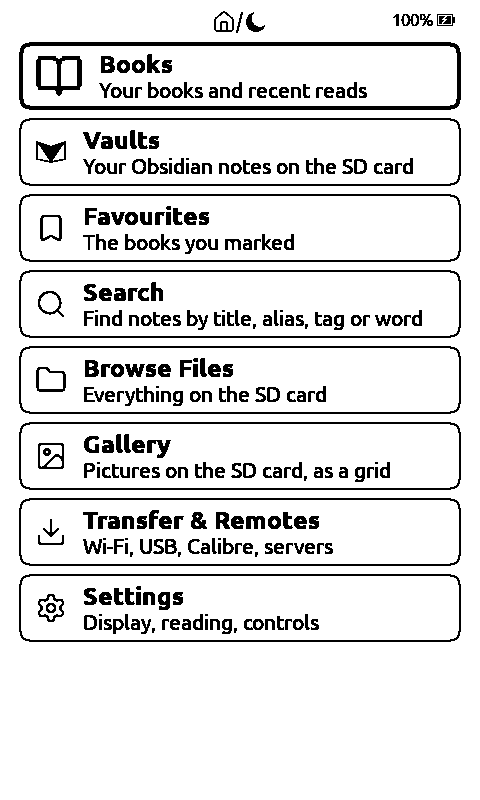 /
100%
Books
Your books and recent reads
Vaults
Your Obsidian notes on the SD card
Favourites
The books you marked
Search
Find notes by title, alias, tag or word
Browse Files
Everything on the SD card
Gallery
Pictures on the SD card, as a grid
Transfer & Remotes
Wi-Fi, USB, Calibre, servers
Settings
Display, reading, controls